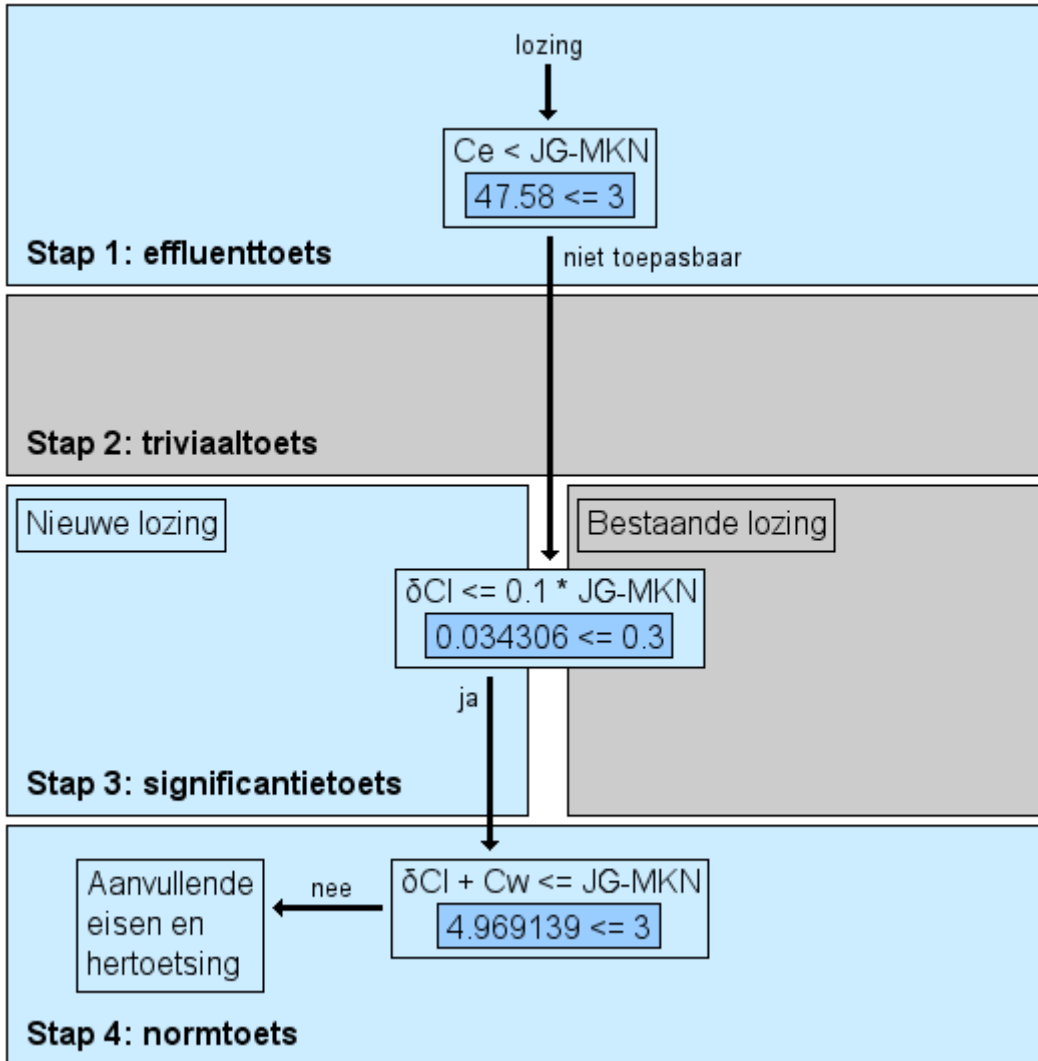 lozing
Ce < JG-MKN
47.58 <= 3
niet toepasbaar
Stap 1: effluenttoets
Stap 2: triviaaltoets
Nieuwe lozing
Bestaande lozing
δCl <= 0.1 * JG-MKN
0.034306 <= 0.3
ja
Stap 3: significantietoets
δCl + Cw <= JG-MKN
4.969139 <= 3
nee
Aanvullende
eisen en
hertoetsing
Stap 4: normtoets